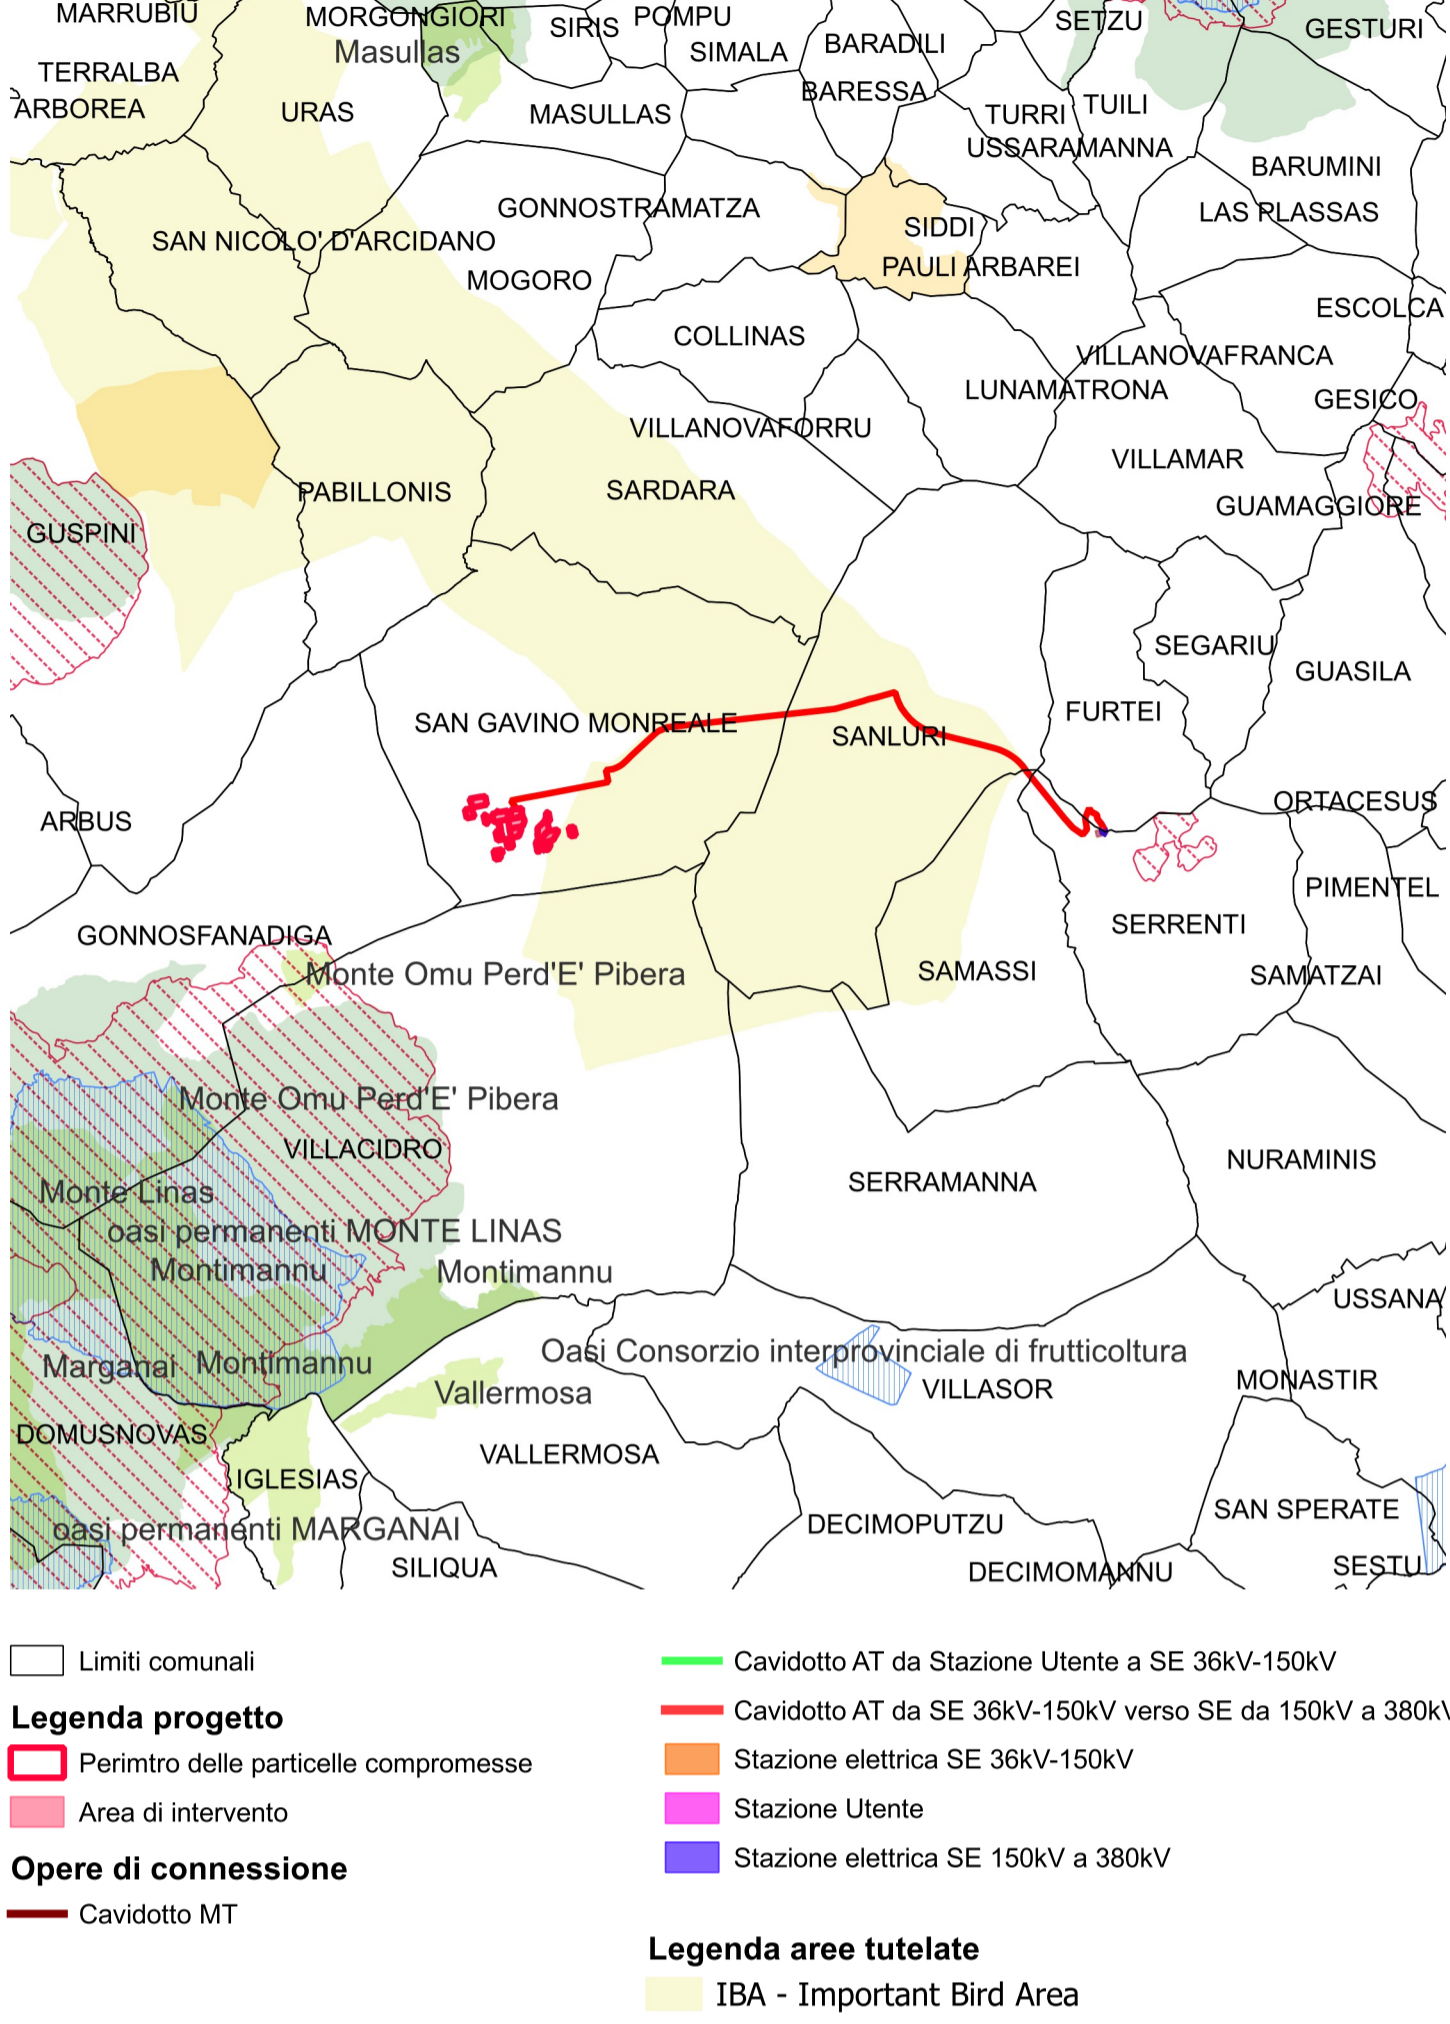 MARRUBIU
MORGONGIORI
SIRIS
POMPU
SETZU
GESTURI
Masullas
SIMALA
BARADILI
TERRALBA
BARESSA
ARBOREA
URAS
MASULLAS
TURRI
TUILI
USSARAMANNA
BARUMINI
GONNOSTRAMATZA
LAS PLASSAS
SAN NICOLO' D'ARCIDANO
SIDDI
MOGORO
PAULI ARBAREI
ESCOLCA
COLLINAS
VILLANOVAFRANCA
LUNAMATRONA
GESICO
VILLANOVAFORRU
VILLAMAR
PABILLONIS
SARDARA
GUAMAGGIORE
GUSPINI
SEGARIU
GUASILA
FURTEI
SAN GAVINO MONREALE
SANLURI
ARBUS
ORTACESUS
PIMENTEL
GONNOSFANADIGA
SERRENTI
Monte Omu Perd'E' Pibera
SAMASSI
SAMATZAI
Monte Omu Perd'E' Pibera
VILLACIDRO
NURAMINIS
Monte Linas
SERRAMANNA
oasi permanenti MONTE LINAS
Montimannu
Montimannu
USSANA
Oasi Consorzio interprovinciale di frutticoltura
Marganai
Montimannu
Vallermosa
VILLASOR
MONASTIR
DOMUSNOVAS
VALLERMOSA
IGLESIAS
SAN SPERATE
oasi permanenti MARGANAI
DECIMOPUTZU
SILIQUA
DECIMOMANNU
SESTU
Limiti comunali
Legenda progetto
Perimtro delle particelle compromesse
Area di intervento
Opere di connessione
Cavidotto MT
Cavidotto AT da Stazione Utente a SE 36kV-150kV
Cavidotto AT da SE 36kV-150kV verso SE da 150kV a 380kV
Stazione elettrica SE 36kV-150kV
Stazione Utente
Stazione elettrica SE 150kV a 380kV
Legenda aree tutelate
IBA - Important Bird Area